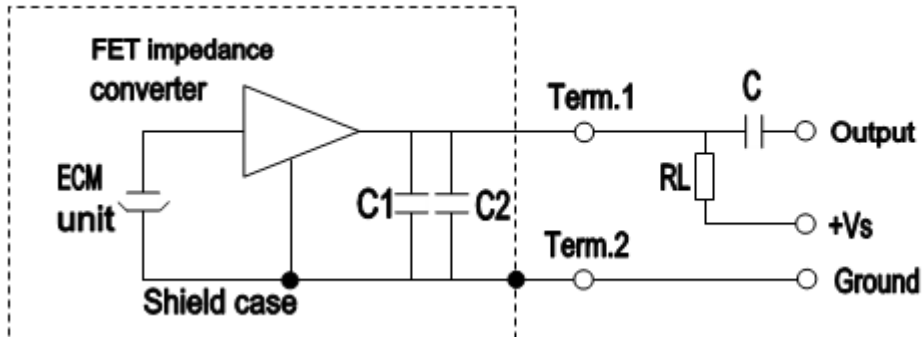 FET impedance
converter
Term.1
C
Output
ECM
unit
C1
C2
RL
+Vs
Term.2
Ground
Shield case